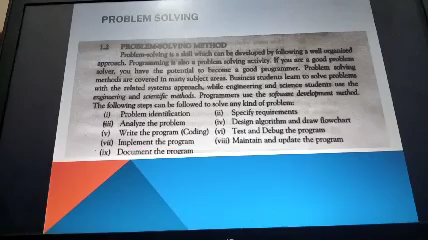 PROBLEM SOLVING
1.2 PROBLEM-SOLVING METHOD
Problem-solving is a skill which can be developed by following a well organised
approach. Programming is also a problem solving activity. If you are a good problem
solver, you have the potential to become a good programmer. Problem solving
methods are covered in many subject areas. Business students learn to solve problems
with the related systems approach, while engineering and science students use the
engineering and scientific methods. Programmers use the software development method.
The following steps can be followed to solve any kind of problem:
(i) Problem identification (ii) Specify requirements
(iii) Analyze the problem (iv) Design algorithm and draw flowchart
(v) Write the program (Coding) (vi) Test and Debug the program
(vii) Implement the program (viii) Maintain and update the program
(ix) Document the program